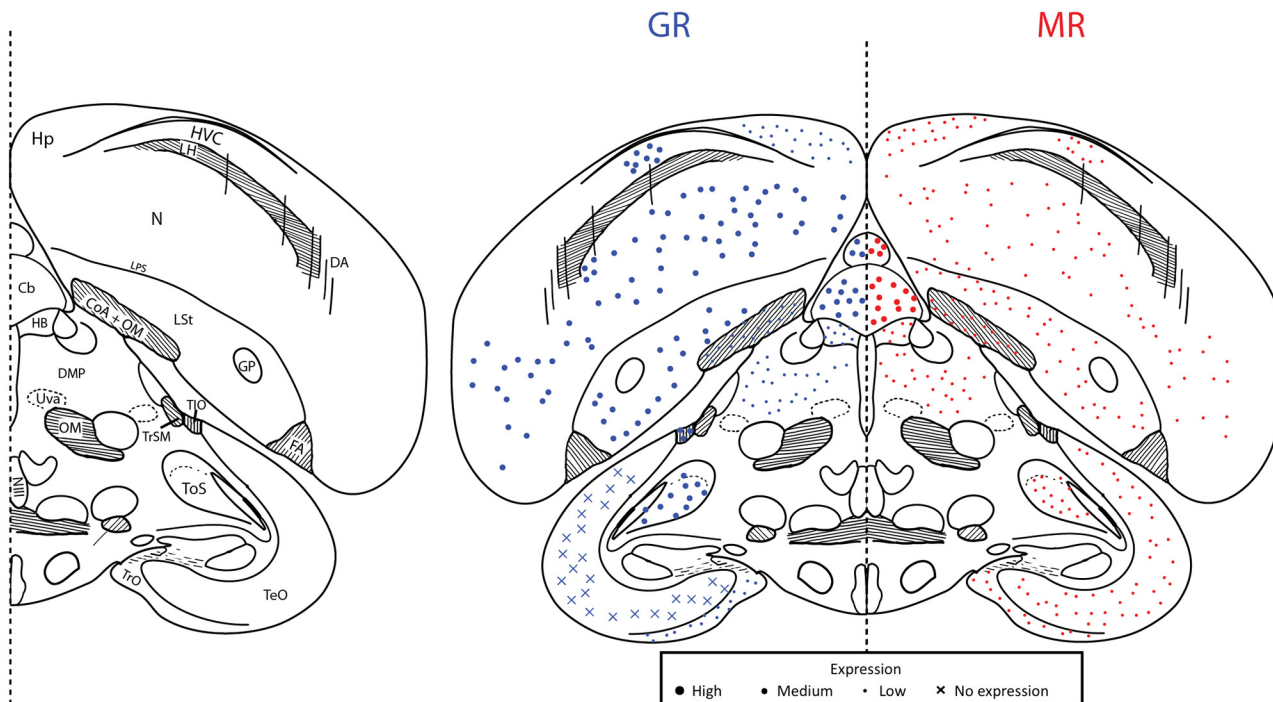 GR MR
Hp
HVC
LH
N
DA
LPS
Cb
CoA + OM
LSt
HB
GP
DMP
Uva
TIO
OM
TrSM
FA
ToS
NIII
TrO
TeO
Expression
High Medium Low No expression